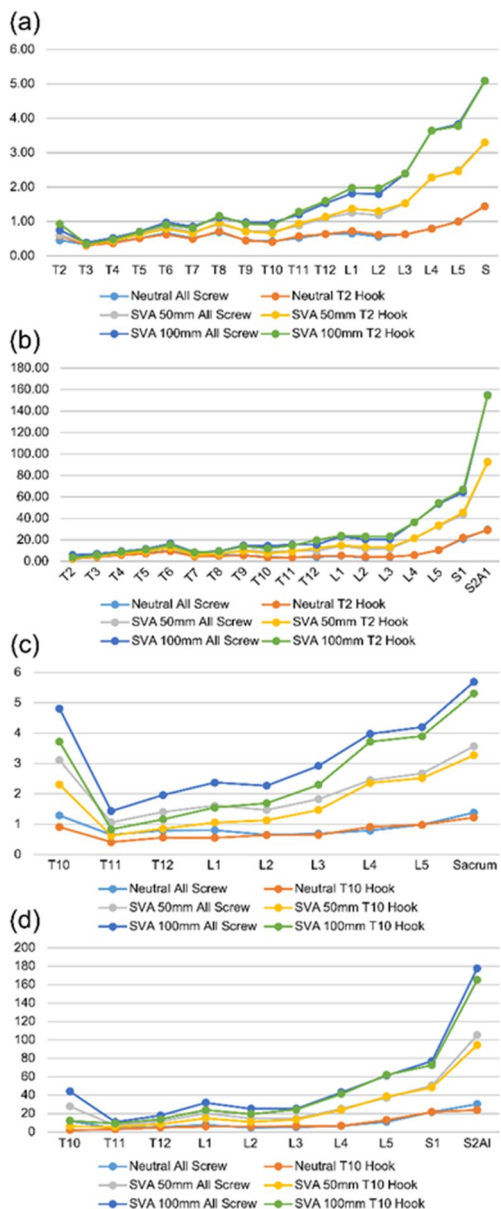 (a)
6.00
5.00
4.00
3.00
2.00
1.00
0.00
T2 T3 T4 T5 T6 T7 T8 T9 T10 T11 T12 L1 L2 L3 L4 L5 S
Neutral All Screw Neutral T2 Hook
SVA 50mm All Screw SVA 50mm T2 Hook
SVA 100mm All Screw SVA 100mm T2 Hook
(b)
180.00
160.00
140.00
120.00
100.00
80.00
60.00
40.00
20.00
0.00
T2 T3 T4 T5 T6 T7 T8 T9 T10 T11 T12 L1 L2 L3 L4 L5 S1 S2A1
Neutral All Screw Neutral T2 Hook
SVA 50mm All Screw SVA 50mm T2 Hook
SVA 100mm All Screw SVA 100mm T2 Hook
(c)
6
5
4
3
2
1
0
T10 T11 T12 L1 L2 L3 L4 L5 Sacrum
Neutral All Screw Neutral T10 Hook
SVA 50mm All Screw SVA 50mm T10 Hook
SVA 100mm All Screw SVA 100mm T10 Hook
(d)
200
180
160
140
120
100
80
60
40
20
0
T10 T11 T12 L1 L2 L3 L4 L5 S1 S2AI
Neutral All Screw Neutral T10 Hook
SVA 50mm All Screw SVA 50mm T10 Hook
SVA 100mm All Screw SVA 100mm T10 Hook